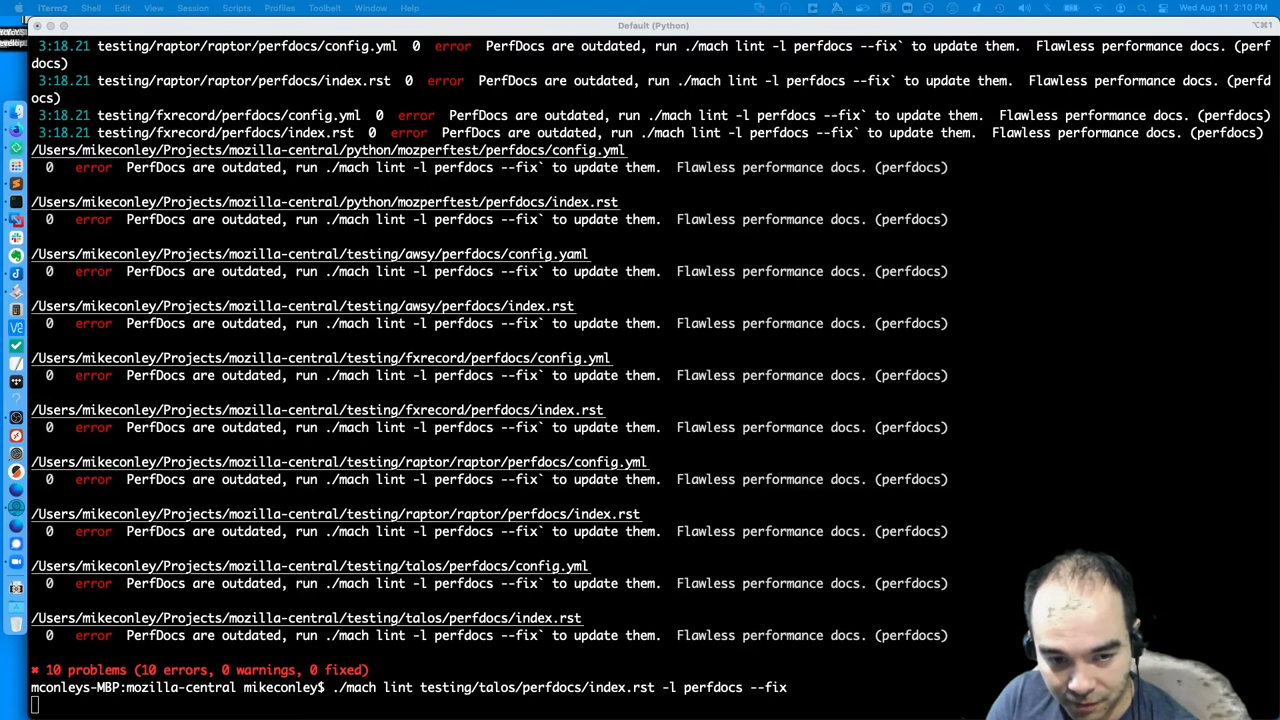 iTerm2 Shell Edit View Session Scripts Profiles Toolbelt Window Help Wed Aug 11 2:10 PM
Default (Python) ⌥⌘1
3:18.21 testing/raptor/raptor/perfdocs/config.yml 0 error PerfDocs are outdated, run ./mach lint -l perfdocs --fix` to update them. Flawless performance docs. (perf
docs)
3:18.21 testing/raptor/raptor/perfdocs/index.rst 0 error PerfDocs are outdated, run ./mach lint -l perfdocs --fix` to update them. Flawless performance docs. (perfd
ocs)
3:18.21 testing/fxrecord/perfdocs/config.yml 0 error PerfDocs are outdated, run ./mach lint -l perfdocs --fix` to update them. Flawless performance docs. (perfdocs)
3:18.21 testing/fxrecord/perfdocs/index.rst 0 error PerfDocs are outdated, run ./mach lint -l perfdocs --fix` to update them. Flawless performance docs. (perfdocs)
/Users/mikeconley/Projects/mozilla-central/python/mozperftest/perfdocs/config.yml
0 error PerfDocs are outdated, run ./mach lint -l perfdocs --fix` to update them. Flawless performance docs. (perfdocs)
/Users/mikeconley/Projects/mozilla-central/python/mozperftest/perfdocs/index.rst
0 error PerfDocs are outdated, run ./mach lint -l perfdocs --fix` to update them. Flawless performance docs. (perfdocs)
/Users/mikeconley/Projects/mozilla-central/testing/awsy/perfdocs/config.yaml
0 error PerfDocs are outdated, run ./mach lint -l perfdocs --fix` to update them. Flawless performance docs. (perfdocs)
/Users/mikeconley/Projects/mozilla-central/testing/awsy/perfdocs/index.rst
0 error PerfDocs are outdated, run ./mach lint -l perfdocs --fix` to update them. Flawless performance docs. (perfdocs)
/Users/mikeconley/Projects/mozilla-central/testing/fxrecord/perfdocs/config.yml
0 error PerfDocs are outdated, run ./mach lint -l perfdocs --fix` to update them. Flawless performance docs. (perfdocs)
/Users/mikeconley/Projects/mozilla-central/testing/fxrecord/perfdocs/index.rst
0 error PerfDocs are outdated, run ./mach lint -l perfdocs --fix` to update them. Flawless performance docs. (perfdocs)
/Users/mikeconley/Projects/mozilla-central/testing/raptor/raptor/perfdocs/config.yml
0 error PerfDocs are outdated, run ./mach lint -l perfdocs --fix` to update them. Flawless performance docs. (perfdocs)
/Users/mikeconley/Projects/mozilla-central/testing/raptor/raptor/perfdocs/index.rst
0 error PerfDocs are outdated, run ./mach lint -l perfdocs --fix` to update them. Flawless performance docs. (perfdocs)
/Users/mikeconley/Projects/mozilla-central/testing/talos/perfdocs/config.yml
0 error PerfDocs are outdated, run ./mach lint -l perfdocs --fix` to update them. Flawless performance docs. (perfdocs)
/Users/mikeconley/Projects/mozilla-central/testing/talos/perfdocs/index.rst
0 error PerfDocs are outdated, run ./mach lint -l perfdocs --fix` to update them. Flawless performance docs. (perfdocs)
✖ 10 problems (10 errors, 0 warnings, 0 fixed)
mconleys-MBP:mozilla-central mikeconley$ ./mach lint testing/talos/perfdocs/index.rst -l perfdocs --fix